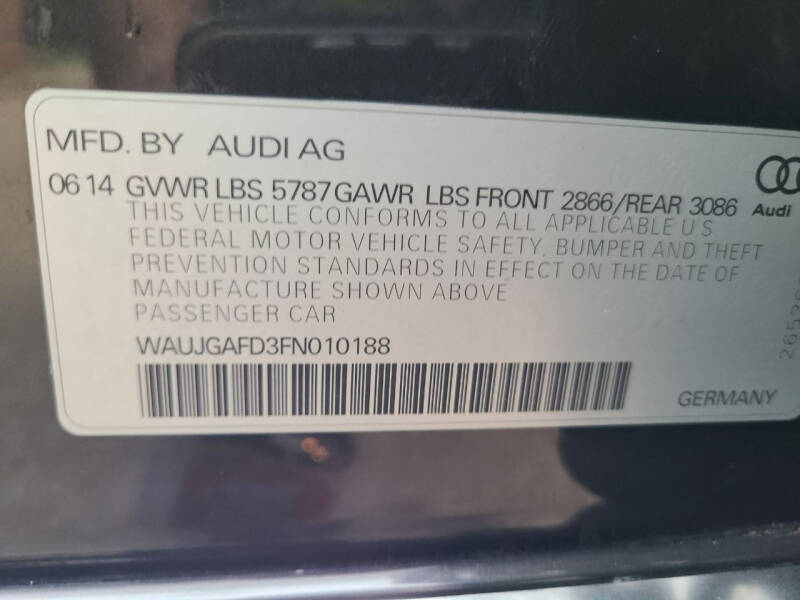 MFD. BY AUDI AG
0614 GVWR LBS 5787 GAWR LBS FRONT 2866/REAR 3086
Audi
THIS VEHICLE CONFORMS TO ALL APPLICABLE U S
FEDERAL MOTOR VEHICLE SAFETY, BUMPER AND THEFT
PREVENTION STANDARDS IN EFFECT ON THE DATE OF
MANUFACTURE SHOWN ABOVE
PASSENGER CAR
WAUJGAFD3FN010188
GERMANY